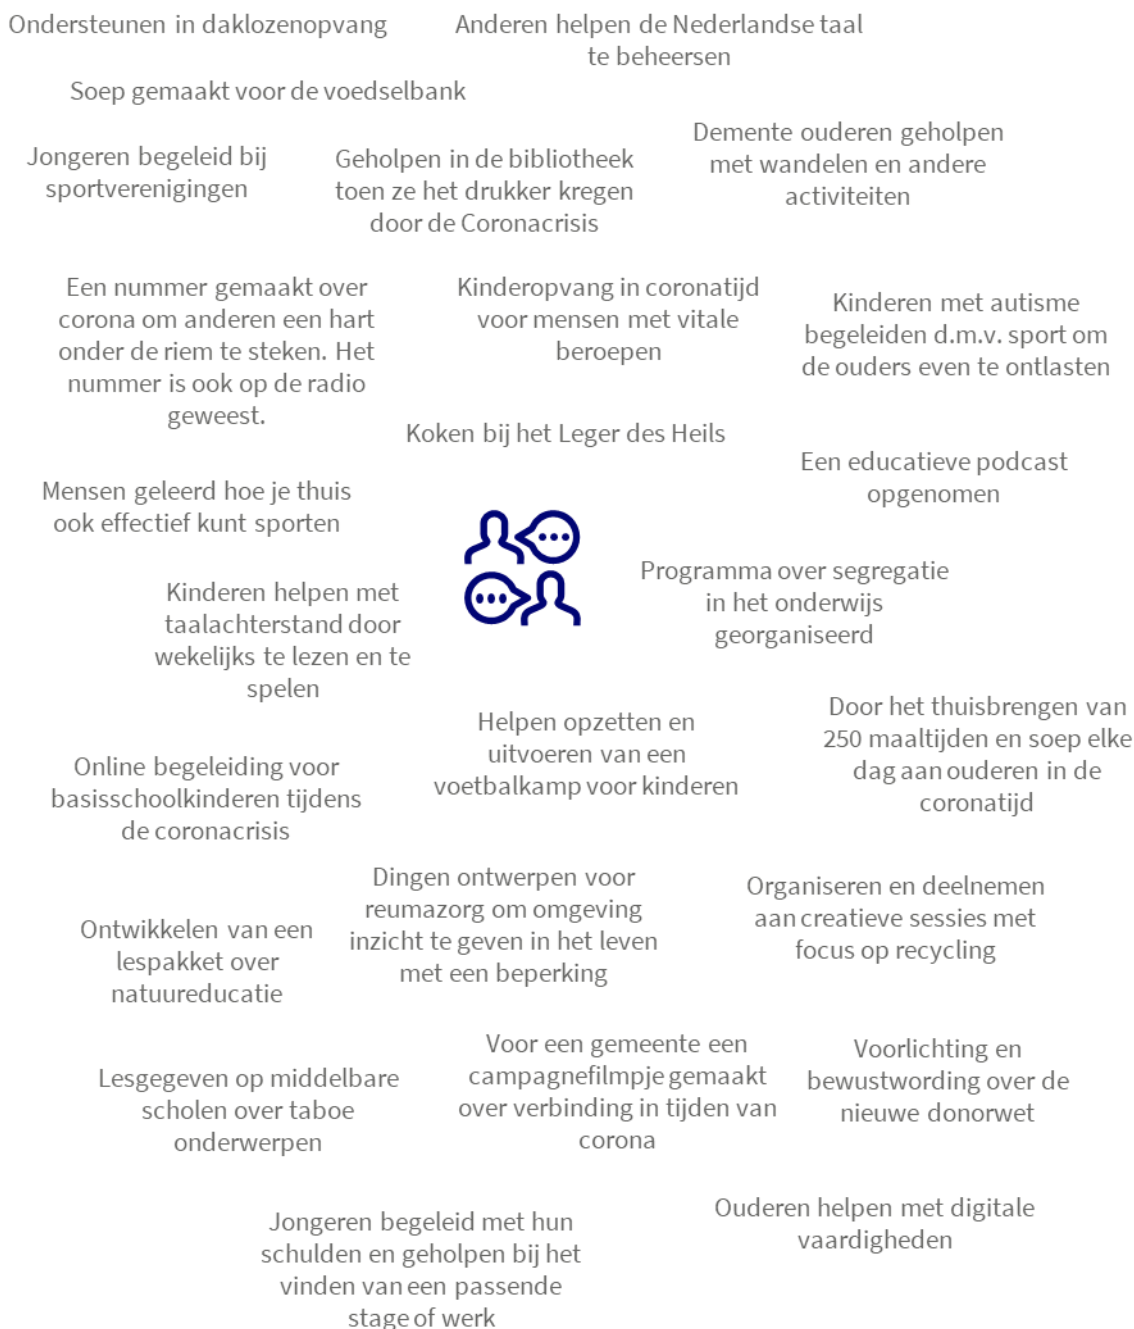 Ondersteunen in daklozenopvang
Anderen helpen de Nederlandse taal
te beheersen
Soep gemaakt voor de voedselbank
Jongeren begeleid bij
sportverenigingen
Geholpen in de bibliotheek
toen ze het drukker kregen
door de Coronacrisis
Demente ouderen geholpen
met wandelen en andere
activiteiten
Een nummer gemaakt over
corona om anderen een hart
onder de riem te steken. Het
nummer is ook op de radio
geweest.
Kinderopvang in coronatijd
voor mensen met vitale
beroepen
Kinderen met autisme
begeleiden d.m.v. sport om
de ouders even te ontlasten
Koken bij het Leger des Heils
Een educatieve podcast
opgenomen
Mensen geleerd hoe je thuis
ook effectief kunt sporten
Programma over segregatie
in het onderwijs
georganiseerd
Kinderen helpen met
taalachterstand door
wekelijks te lezen en te
spelen
Helpen opzetten en
uitvoeren van een
voetbalkamp voor kinderen
Door het thuisbrengen van
250 maaltijden en soep elke
dag aan ouderen in de
coronatijd
Online begeleiding voor
basisschoolkinderen tijdens
de coronacrisis
Dingen ontwerpen voor
reumazorg om omgeving
inzicht te geven in het leven
met een beperking
Organiseren en deelnemen
aan creatieve sessies met
focus op recycling
Ontwikkelen van een
lespakket over
natuureducatie
Voor een gemeente een
campagnefilmpje gemaakt
over verbinding in tijden van
corona
Voorlichting en
bewustwording over de
nieuwe donorwet
Lesgegeven op middelbare
scholen over taboe
onderwerpen
Jongeren begeleid met hun
schulden en geholpen bij het
vinden van een passende
stage of werk
Ouderen helpen met digitale
vaardigheden